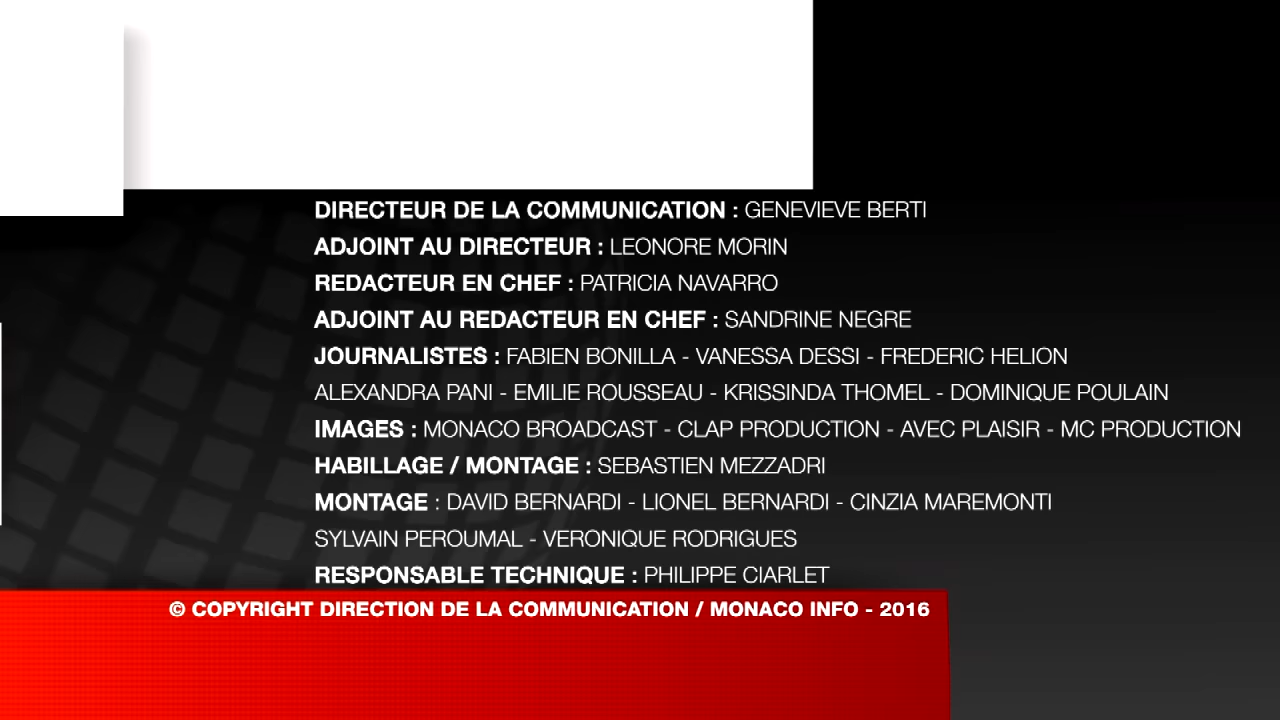 DIRECTEUR DE LA COMMUNICATION : GENEVIEVE BERTI
ADJOINT AU DIRECTEUR : LEONORE MORIN
REDACTEUR EN CHEF : PATRICIA NAVARRO
ADJOINT AU REDACTEUR EN CHEF : SANDRINE NEGRE
JOURNALISTES : FABIEN BONILLA - VANESSA DESSI - FREDERIC HELION
ALEXANDRA PANI - EMILIE ROUSSEAU - KRISSINDA THOMEL - DOMINIQUE POULAIN
IMAGES : MONACO BROADCAST - CLAP PRODUCTION - AVEC PLAISIR - MC PRODUCTION
HABILLAGE / MONTAGE : SEBASTIEN MEZZADRI
MONTAGE : DAVID BERNARDI - LIONEL BERNARDI - CINZIA MAREMONTI
SYLVAIN PEROUMAL - VERONIQUE RODRIGUES
RESPONSABLE TECHNIQUE : PHILIPPE CIARLET
© COPYRIGHT DIRECTION DE LA COMMUNICATION / MONACO INFO - 2016